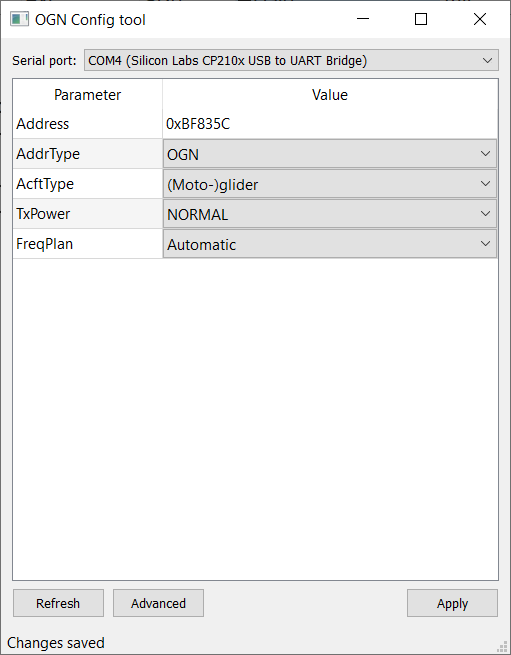 OGN Config tool
Serial port: COM4 (Silicon Labs CP210x USB to UART Bridge)
Parameter Value
Address 0xBF835C
AddrType OGN
AcftType (Moto-)glider
TxPower NORMAL
FreqPlan Automatic
Refresh Advanced Apply
Changes saved